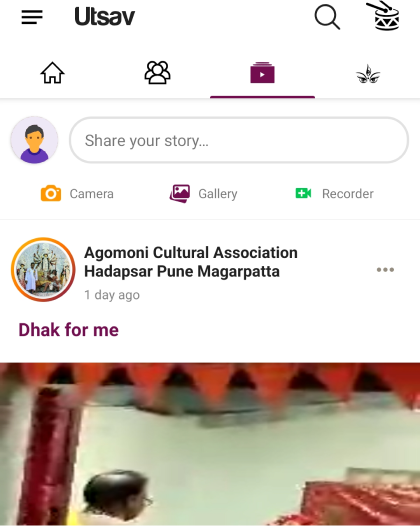 Utsav
Share your story...
Camera Gallery Recorder
Agomoni Cultural Association
Hadapsar Pune Magarpatta
1 day ago
Dhak for me